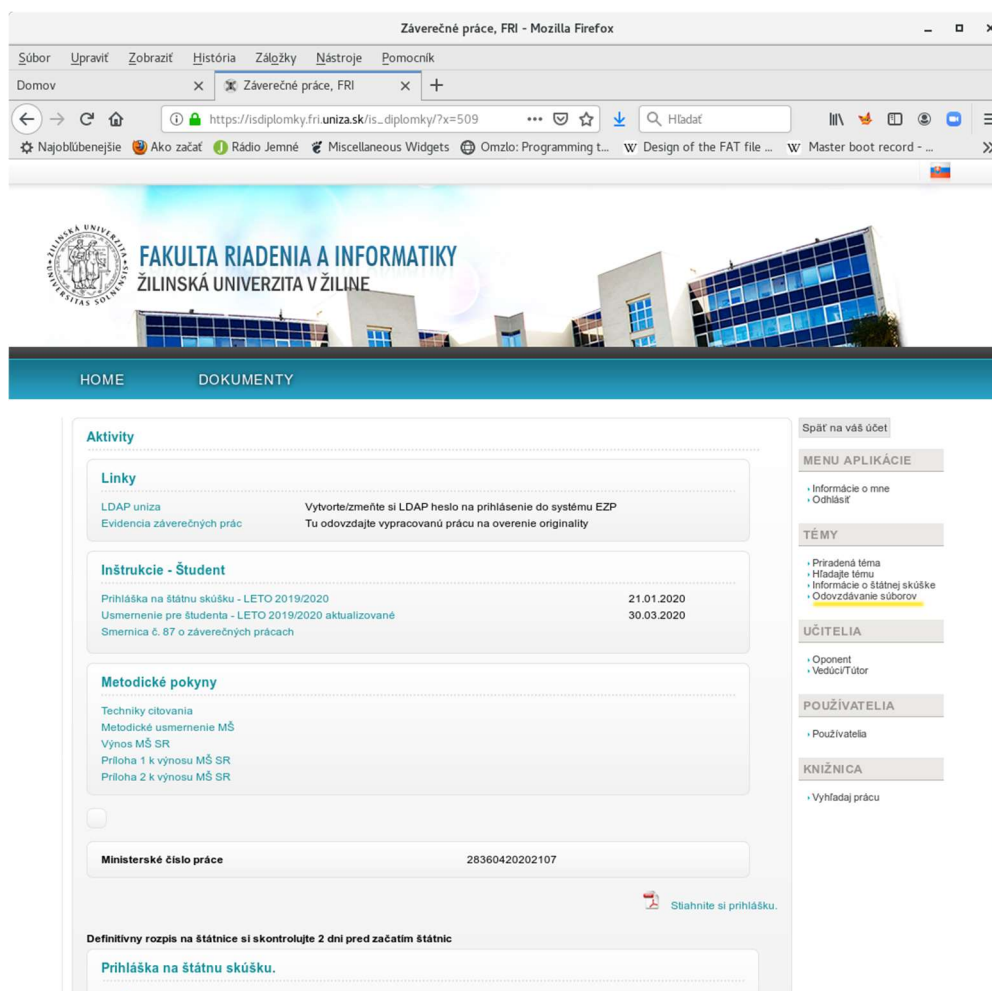 Záverečné práce, FRI - Mozilla Firefox
Súbor Upraviť Zobraziť História Záložky Nástroje Pomocník
Domov
Záverečné práce, FRI
https://isdiplomky.fri.uniza.sk/is_diplomky/?x=509
Hľadať
Najobľúbenejšie Ako začať Rádio Jemné Miscellaneous Widgets Omzlo: Programming t... Design of the FAT file ... Master boot record - ...
FAKULTA RIADENIA A INFORMATIKY
ŽILINSKÁ UNIVERZITA V ŽILINE
HOME DOKUMENTY
Aktivity
Linky
LDAP uniza Vytvorte/zmeňte si LDAP heslo na prihlásenie do systému EZP
Evidencia záverečných prác Tu odovzdajte vypracovanú prácu na overenie originality
Inštrukcie - Študent
Prihláška na štátnu skúšku - LETO 2019/2020 21.01.2020
Usmernenie pre študenta - LETO 2019/2020 aktualizované 30.03.2020
Smernica č. 87 o záverečných prácach
Metodické pokyny
Techniky citovania
Metodické usmernenie MŠ
Výnos MŠ SR
Príloha 1 k výnosu MŠ SR
Príloha 2 k výnosu MŠ SR
Ministerské číslo práce 28360420202107
Stiahnite si prihlášku.
Definitívny rozpis na štátnice si skontrolujte 2 dni pred začatím štátnic
Prihláška na štátnu skúšku.
Späť na váš účet
MENU APLIKÁCIE
Informácie o mne
Odhlásiť
TÉMY
Priradená téma
Hľadajte tému
Informácie o štátnej skúške
Odovzdávanie súborov
UČITELIA
Oponent
Vedúci/Tútor
POUŽÍVATELIA
Používatelia
KNIŽNICA
Vyhľadaj prácu